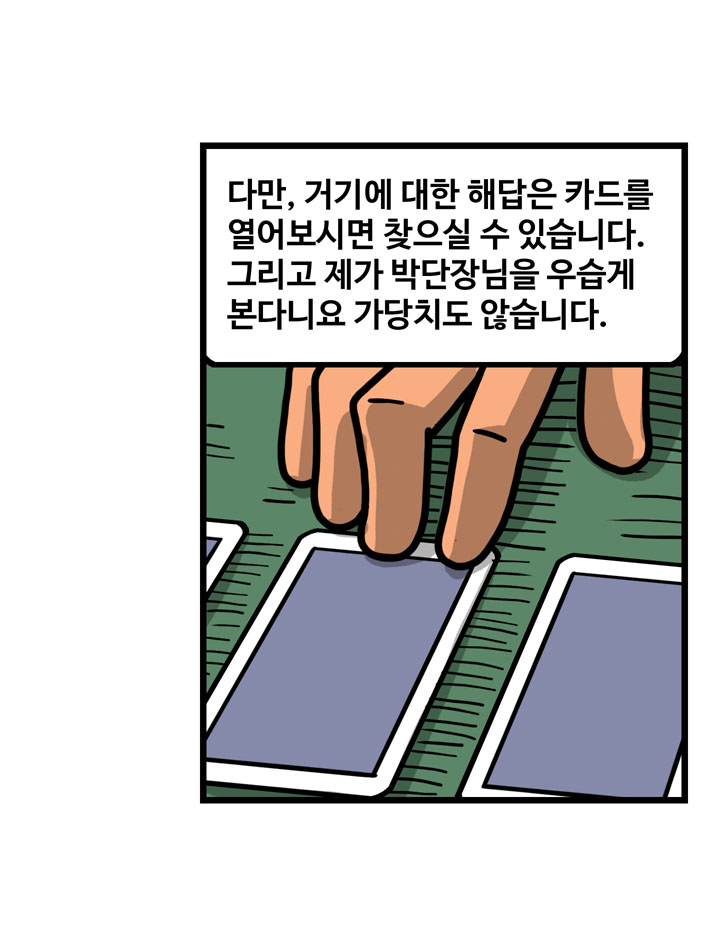 다만, 거기에 대한 해답은 카드를
열어보시면 찾으실 수 있습니다.
그리고 제가 박단장님을 우습게
본다니요 가당치도 않습니다.